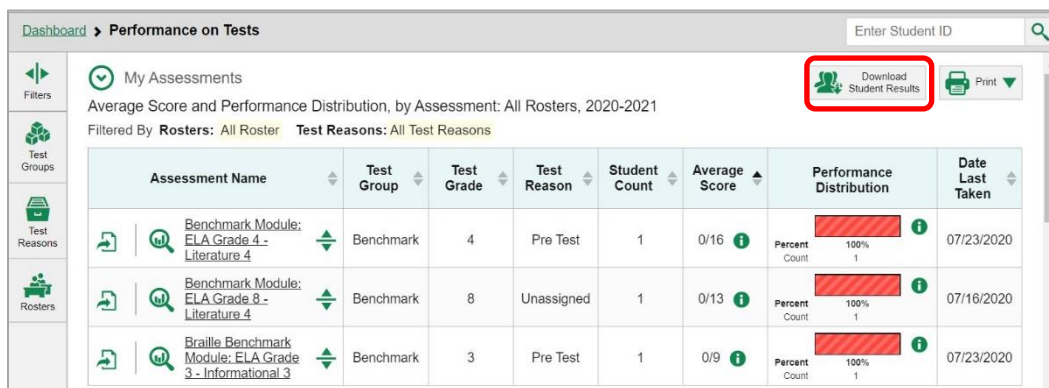 Dashboard > Performance on Tests
Enter Student ID
Filters
Test
Groups
Test
Reasons
Rosters
My Assessments
Download
Student Results
Print
Average Score and Performance Distribution, by Assessment: All Rosters, 2020-2021
Filtered By Rosters: All Roster Test Reasons: All Test Reasons
Assessment Name
Test
Group
Test
Grade
Test
Reason
Student
Count
Average
Score
Performance
Distribution
Date
Last
Taken
Benchmark Module:
ELA Grade 4 -
Literature 4
Benchmark
4
Pre Test
1
0/16
Percent 100%
Count 1
07/23/2020
Benchmark Module:
ELA Grade 8 -
Literature 4
Benchmark
8
Unassigned
1
0/13
Percent 100%
Count 1
07/16/2020
Braille Benchmark
Module: ELA Grade
3 - Informational 3
Benchmark
3
Pre Test
1
0/9
Percent 100%
Count 1
07/23/2020